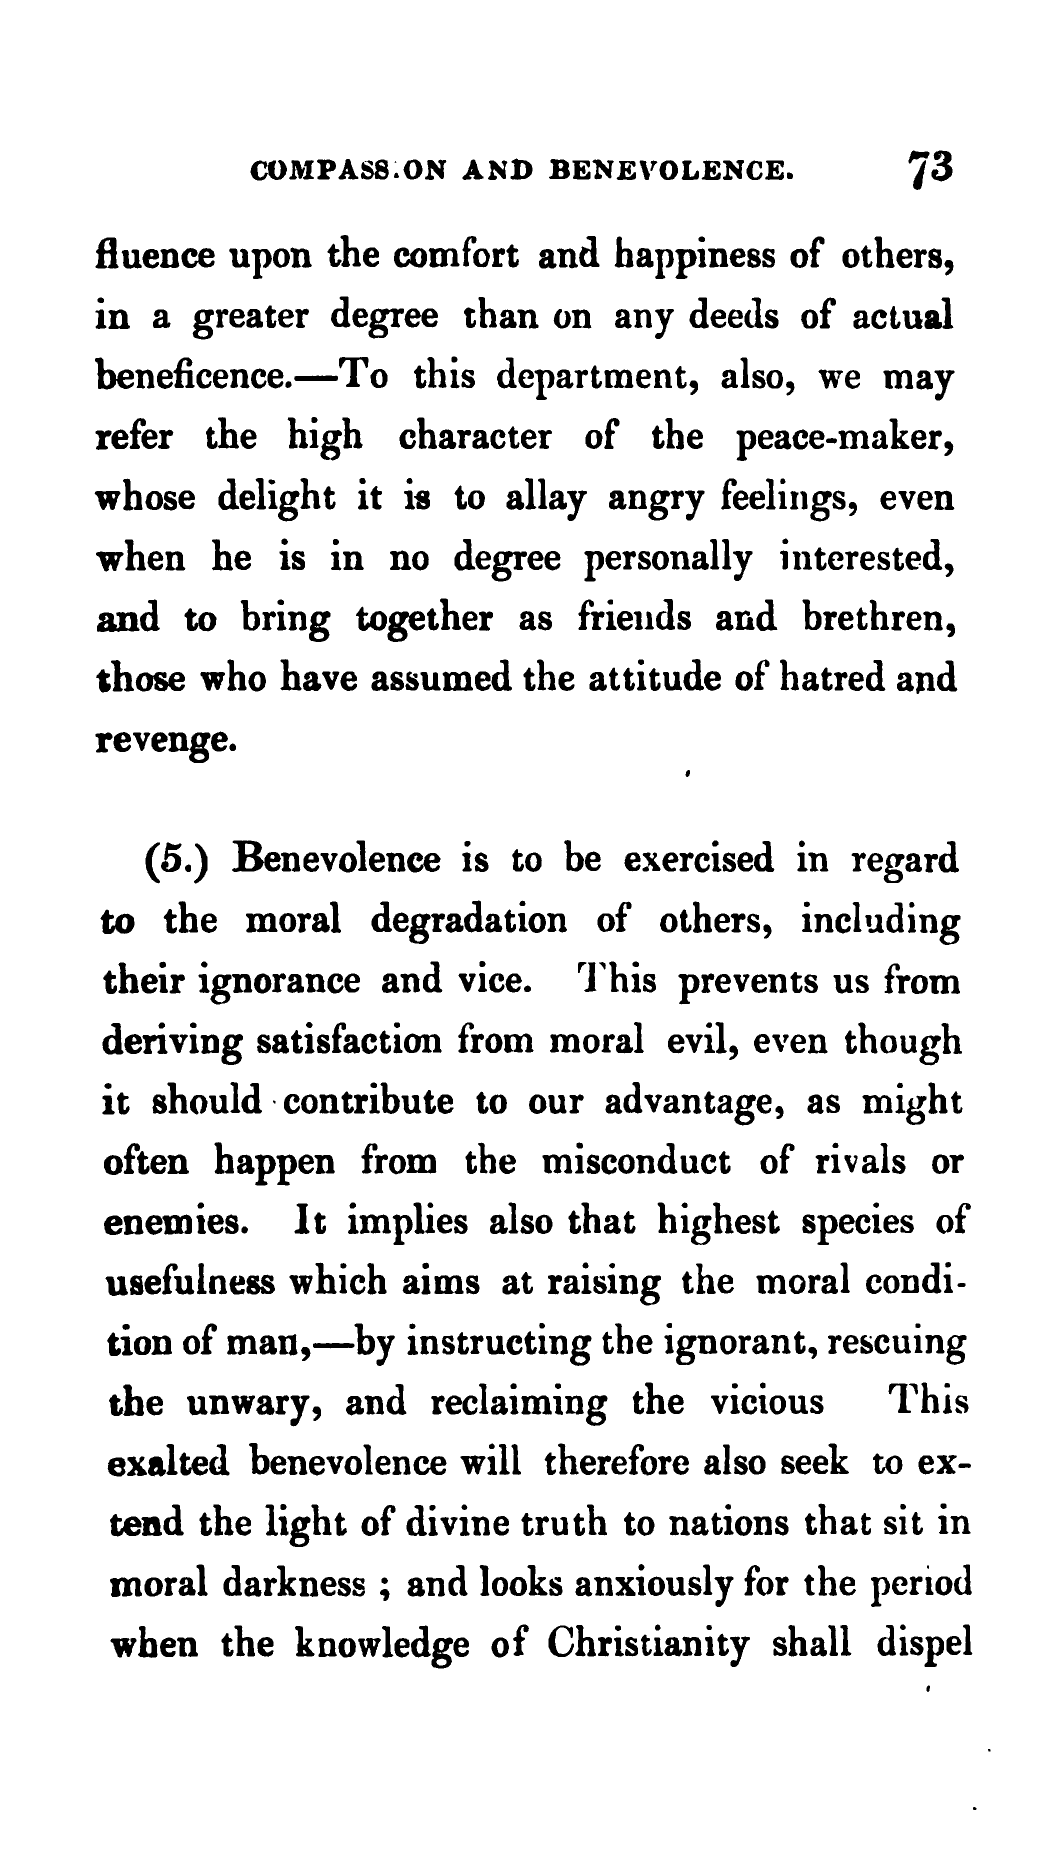 COMPASS.ON AND BENEVOLENCE. 73
fluence upon the comfort and happiness of others,
in a greater degree than on any deeds of actual
beneficence.—To this department, also, we may
refer the high character of the peace-maker,
whose delight it is to allay angry feelings, even
when he is in no degree personally interested,
and to bring together as friends and brethren,
those who have assumed the attitude of hatred and
revenge.
(5.) Benevolence is to be exercised in regard
to the moral degradation of others, including
their ignorance and vice. This prevents us from
deriving satisfaction from moral evil, even though
it should contribute to our advantage, as might
often happen from the misconduct of rivals or
enemies. It implies also that highest species of
usefulness which aims at raising the moral condi-
tion of man,—by instructing the ignorant, rescuing
the unwary, and reclaiming the vicious This
exalted benevolence will therefore also seek to ex-
tend the light of divine truth to nations that sit in
moral darkness ; and looks anxiously for the period
when the knowledge of Christianity shall dispel